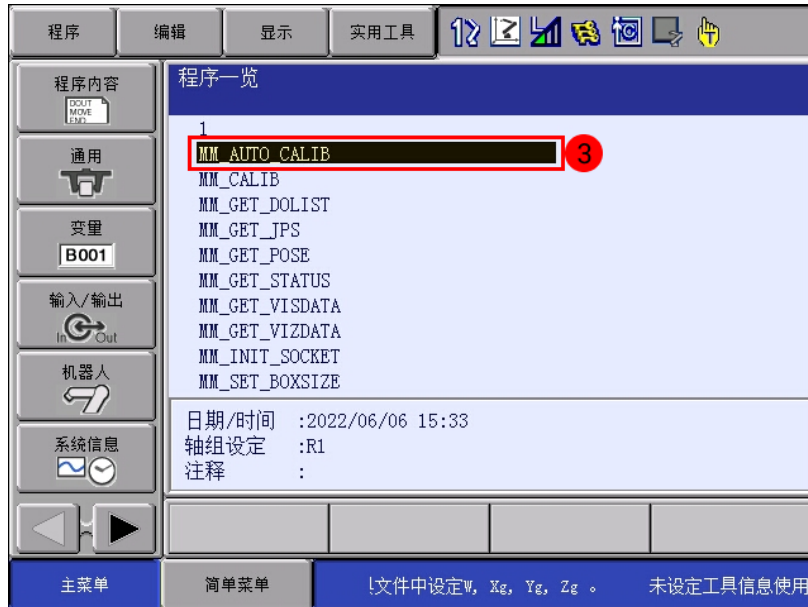 程序
编辑
显示
实用工具
程序内容
DOUT
MOVE
END
通用
变量
B001
输入/输出
In Out
机器人
系统信息
程序一览
1
MM_AUTO_CALIB
3
MM_CALIB
MM_GET_DOLIST
MM_GET_JPS
MM_GET_POSE
MM_GET_STATUS
MM_GET_VISDATA
MM_GET_VIZDATA
MM_INIT_SOCKET
MM_SET_BOXSIZE
日期/时间 :2022/06/06 15:33
轴组设定 :R1
注释 :
主菜单
简单菜单
文件中设定W, Xg, Yg, Zg 。 未设定工具信息使用